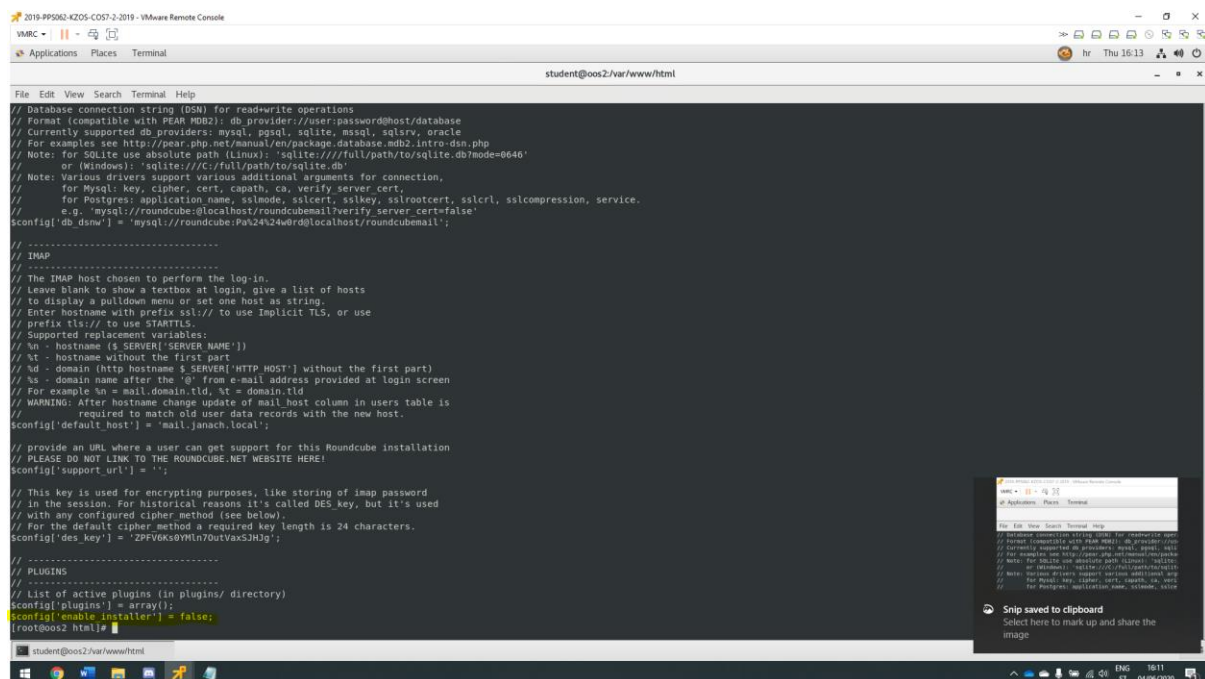 2019-PPS062-KZOS-COS7-2-2019 - VMware Remote Console
VMRC
Applications Places Terminal
hr Thu 16:13
student@oos2:/var/www/html
File Edit View Search Terminal Help
// Database connection string (DSN) for read+write operations
// Format (compatible with PEAR MDB2): db_provider://user:password@host/database
// Currently supported db_providers: mysql, pgsql, sqlite, mssql, sqlsrv, oracle
// For examples see http://pear.php.net/manual/en/package.database.mdb2.intro-dsn.php
// Note: for SQLite use absolute path (Linux): 'sqlite:////full/path/to/sqlite.db?mode=0646'
// or (Windows): 'sqlite:///C:/full/path/to/sqlite.db'
// Note: Various drivers support various additional arguments for connection,
// for Mysql: key, cipher, cert, capath, ca, verify_server_cert,
// for Postgres: application_name, sslmode, sslcert, sslkey, sslrootcert, sslcrl, sslcompression, service.
// e.g. 'mysql://roundcube:@localhost/roundcubemail?verify_server_cert=false'
$config['db_dsnw'] = 'mysql://roundcube:Pa%24%24w0rd@localhost/roundcubemail';
// ----------------------------------
// IMAP
// ----------------------------------
// The IMAP host chosen to perform the log-in.
// Leave blank to show a textbox at login, give a list of hosts
// to display a pulldown menu or set one host as string.
// Enter hostname with prefix ssl:// to use Implicit TLS, or use
// prefix tls:// to use STARTTLS.
// Supported replacement variables:
// %n - hostname ($_SERVER['SERVER_NAME'])
// %t - hostname without the first part
// %d - domain (http hostname $_SERVER['HTTP_HOST'] without the first part)
// %s - domain name after the '@' from e-mail address provided at login screen
// For example %n = mail.domain.tld, %t = domain.tld
// WARNING: After hostname change update of mail_host column in users table is
// required to match old user data records with the new host.
$config['default_host'] = 'mail.janach.local';
// provide an URL where a user can get support for this Roundcube installation
// PLEASE DO NOT LINK TO THE ROUNDCUBE.NET WEBSITE HERE!
$config['support_url'] = '';
// This key is used for encrypting purposes, like storing of imap password
// in the session. For historical reasons it's called DES_key, but it's used
// with any configured cipher_method (see below).
// For the default cipher_method a required key length is 24 characters.
$config['des_key'] = 'ZPFV6Ks0YMln7OutVaxSJHJg';
// ----------------------------------
// PLUGINS
// ----------------------------------
// List of active plugins (in plugins/ directory)
$config['plugins'] = array();
$config['enable_installer'] = false;
[root@oos2 html]#
Snip saved to clipboard
Select here to mark up and share the
image
student@oos2:/var/www/html
ENG 16:11
04/06/2020